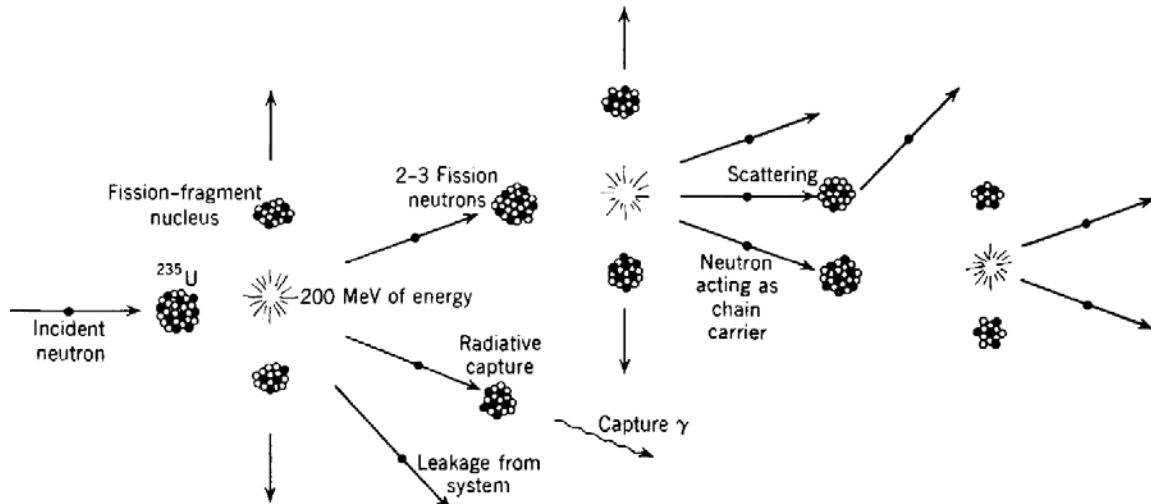 Fission-fragment
nucleus
2-3 Fission
neutrons
Scattering
235U
200 MeV of energy
Incident
neutron
Neutron
acting as
chain
carrier
Radiative
capture
Capture γ
Leakage from
system